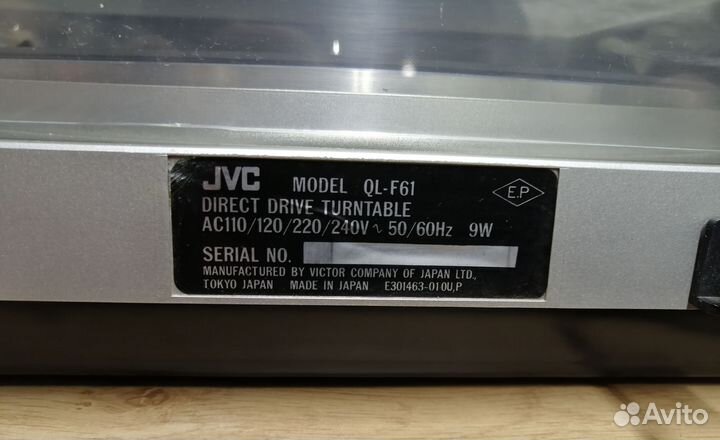 JVC MODEL QL-F61
E.P
DIRECT DRIVE TURNTABLE
AC110/120/220/240V~ 50/60Hz 9W
SERIAL NO.
MANUFACTURED BY VICTOR COMPANY OF JAPAN LTD.,
TOKYO JAPAN MADE IN JAPAN E301463-010U,P
Avito